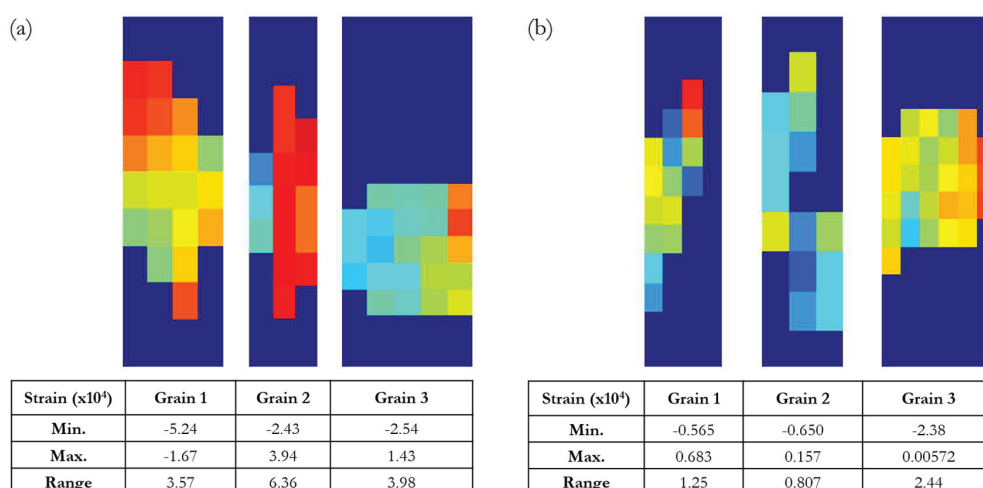 (a)
Strain (x10⁴) Grain 1 Grain 2 Grain 3
Min. -5.24 -2.43 -2.54
Max. -1.67 3.94 1.43
Range 3.57 6.36 3.98
(b)
Strain (x10⁴) Grain 1 Grain 2 Grain 3
Min. -0.565 -0.650 -2.38
Max. 0.683 0.157 0.00572
Range 1.25 0.807 2.44